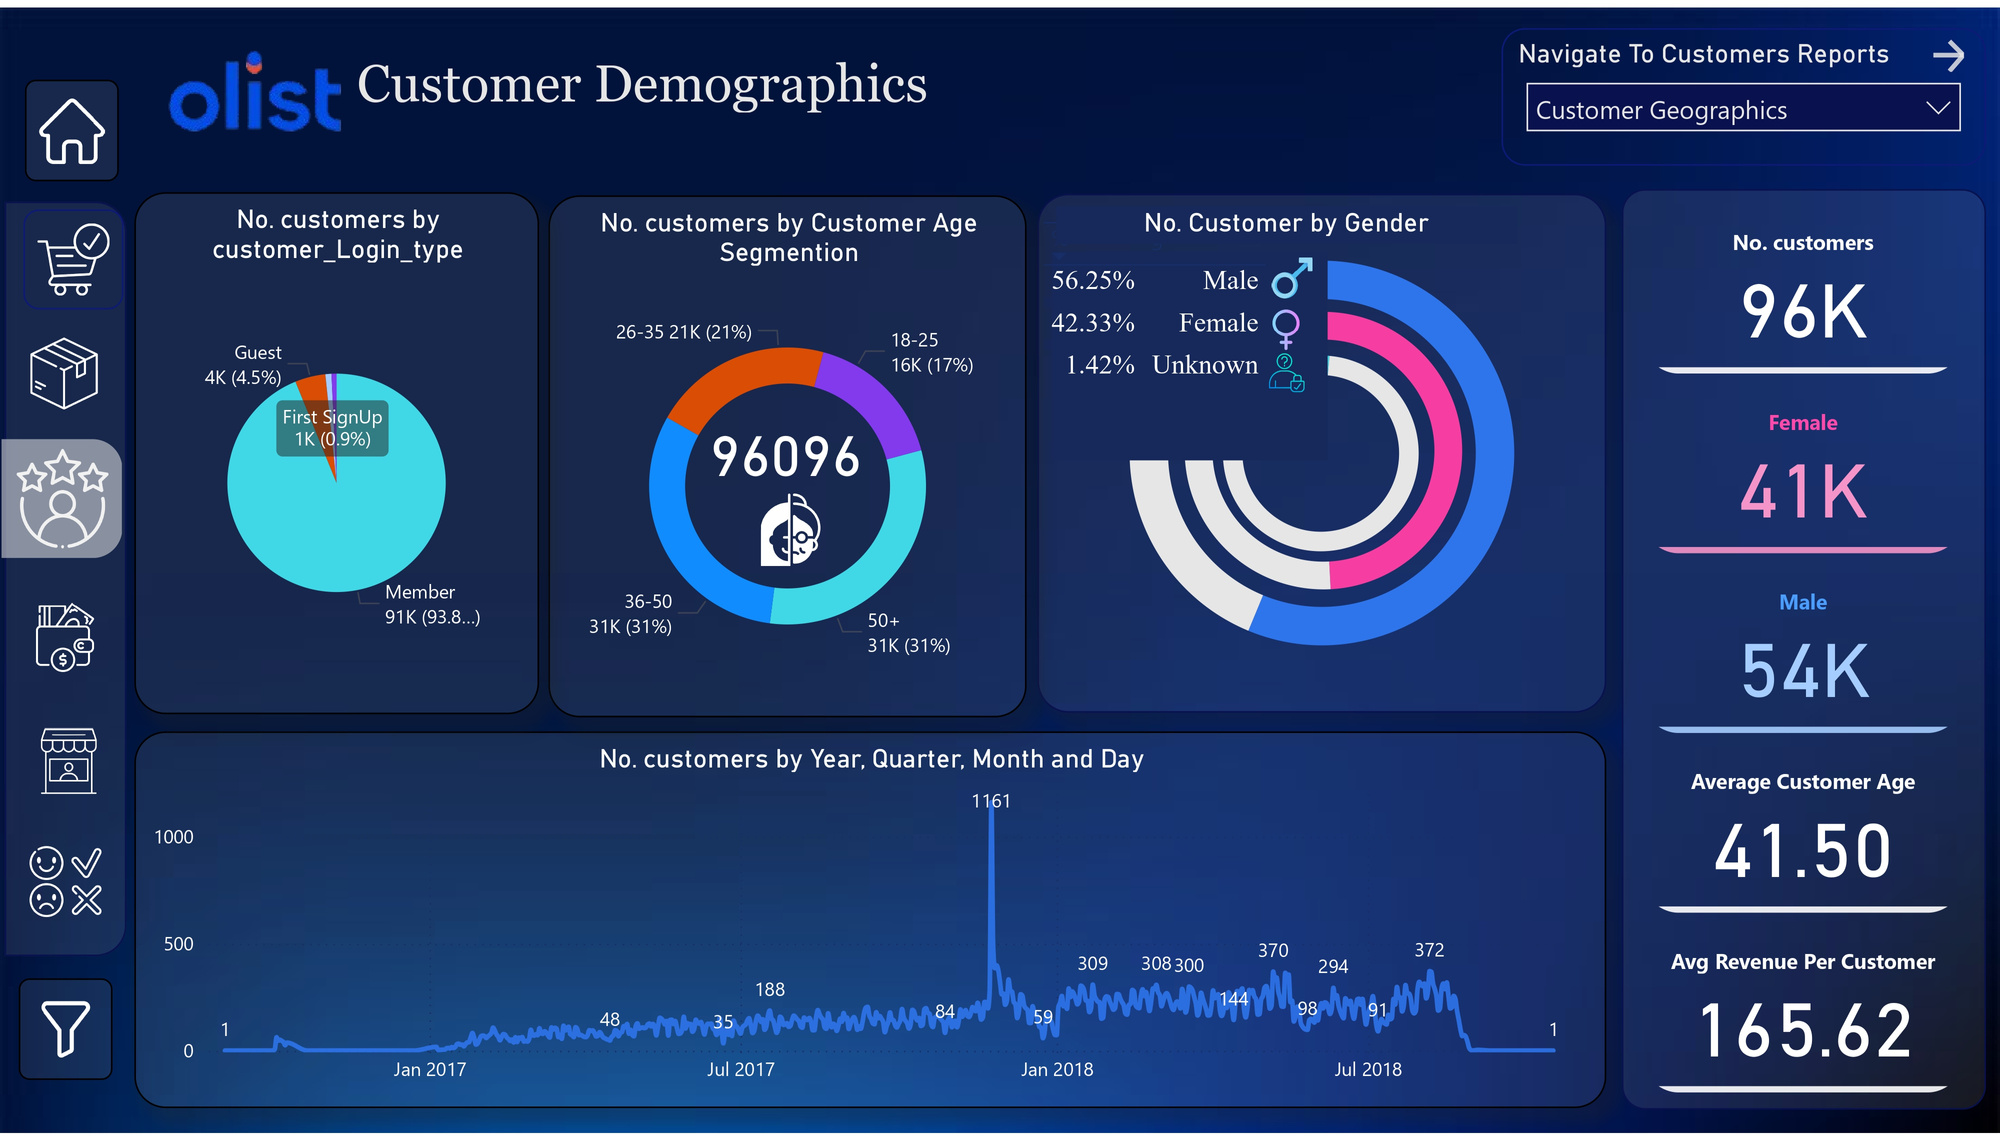 olist Customer Demographics
Navigate To Customers Reports
Customer Geographics
No. customers by
customer_Login_type
Guest
4K (4.5%)
First SignUp
1K (0.9%)
Member
91K (93.8...)
No. customers by Customer Age
Segmention
26-35 21K (21%)
18-25
16K (17%)
96096
36-50
31K (31%)
50+
31K (31%)
No. Customer by Gender
56.25% Male
42.33% Female
1.42% Unknown
No. customers
96K
Female
41K
Male
54K
Average Customer Age
41.50
Avg Revenue Per Customer
165.62
No. customers by Year, Quarter, Month and Day
1000
500
0
1
48
35
188
84
1161
59
309
308
300
144
370
98
294
91
372
1
Jan 2017
Jul 2017
Jan 2018
Jul 2018